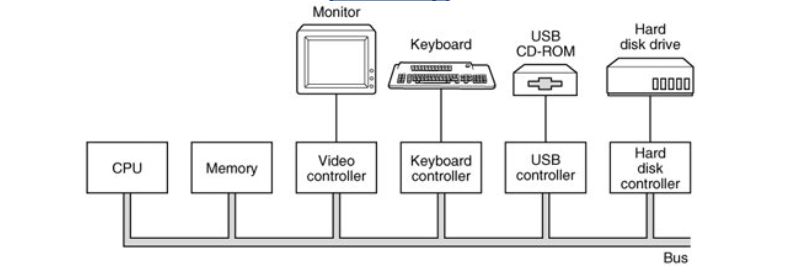 Monitor
Keyboard
USB
CD-ROM
Hard
disk drive
CPU
Memory
Video
controller
Keyboard
controller
USB
controller
Hard
disk
controller
Bus